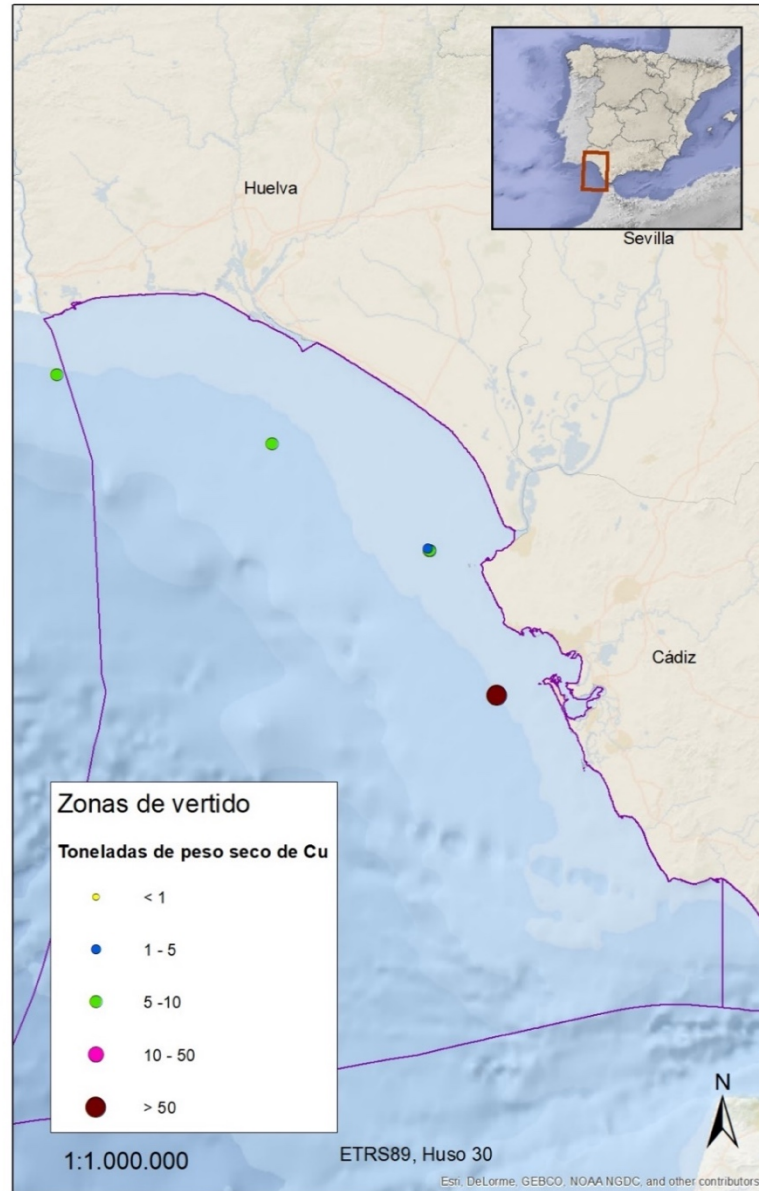 Huelva
Sevilla
Cádiz
Zonas de vertido
Toneladas de peso seco de Cu
< 1
1 - 5
5 -10
10 - 50
> 50
N
1:1.000.000
ETRS89, Huso 30
Esri, DeLorme, GEBCO, NOAA NGDC, and other contributors